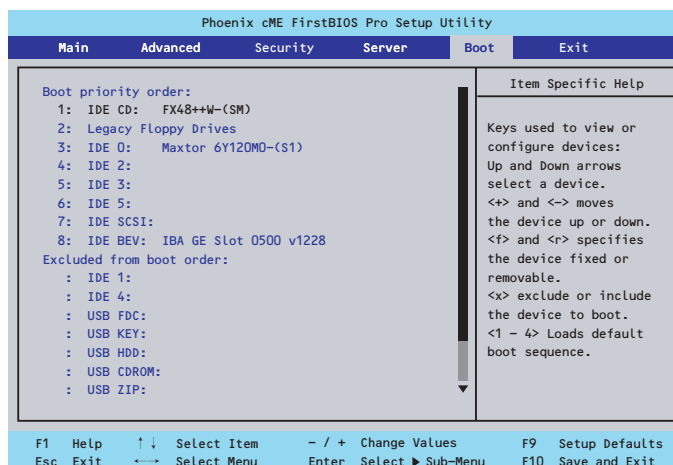 Phoenix cME FirstBIOS Pro Setup Utility
Main Advanced Security Server Boot Exit
Boot priority order:
1: IDE CD: FX48++W-(SM)
2: Legacy Floppy Drives
3: IDE 0: Maxtor 6Y120M0-(S1)
4: IDE 2:
5: IDE 3:
6: IDE 5:
7: IDE SCSI:
8: IDE BEV: IBA GE Slot 0500 v1228
Excluded from boot order:
: IDE 1:
: IDE 4:
: USB FDC:
: USB KEY:
: USB HDD:
: USB CDROM:
: USB ZIP:
Item Specific Help
Keys used to view or
configure devices:
Up and Down arrows
select a device.
<+> and <-> moves
the device up or down.
<f> and <r> specifies
the device fixed or
removable.
<x> exclude or include
the device to boot.
<1 – 4> Loads default
boot sequence.
F1 Help ↑↓ Select Item – / + Change Values F9 Setup Defaults
Esc Exit ←→ Select Menu Enter Select ▶ Sub-Menu F10 Save and Exit